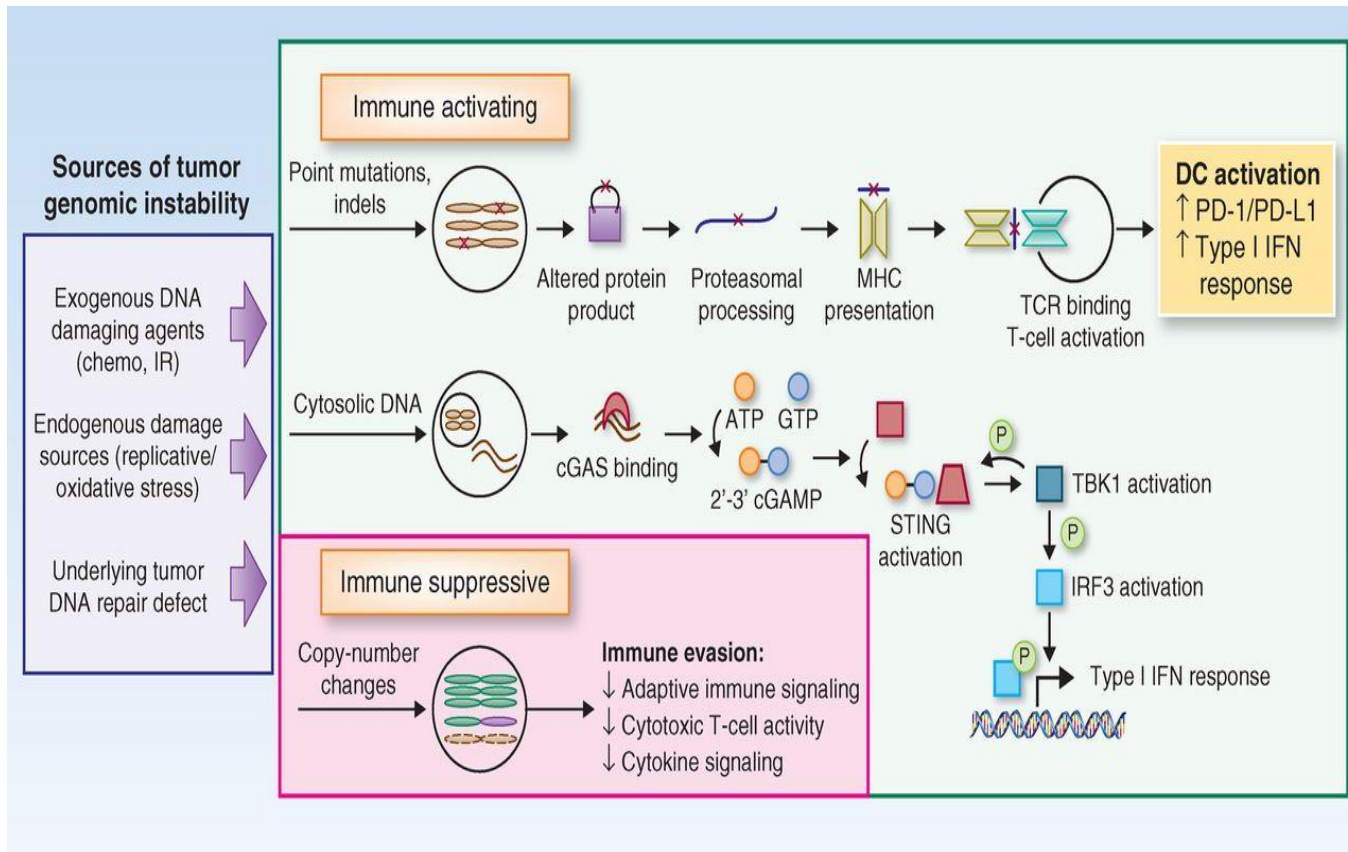 Sources of tumor
genomic instability
Exogenous DNA
damaging agents
(chemo, IR)
Endogenous damage
sources (replicative/
oxidative stress)
Underlying tumor
DNA repair defect
Immune activating
Point mutations,
indels
Altered protein
product
Proteasomal
processing
MHC
presentation
TCR binding
T-cell activation
DC activation
↑ PD-1/PD-L1
↑ Type I IFN
response
Cytosolic DNA
cGAS binding
ATP
GTP
2'-3' cGAMP
STING
activation
P
TBK1 activation
P
IRF3 activation
P
Type I IFN response
Immune suppressive
Copy-number
changes
Immune evasion:
↓ Adaptive immune signaling
↓ Cytotoxic T-cell activity
↓ Cytokine signaling